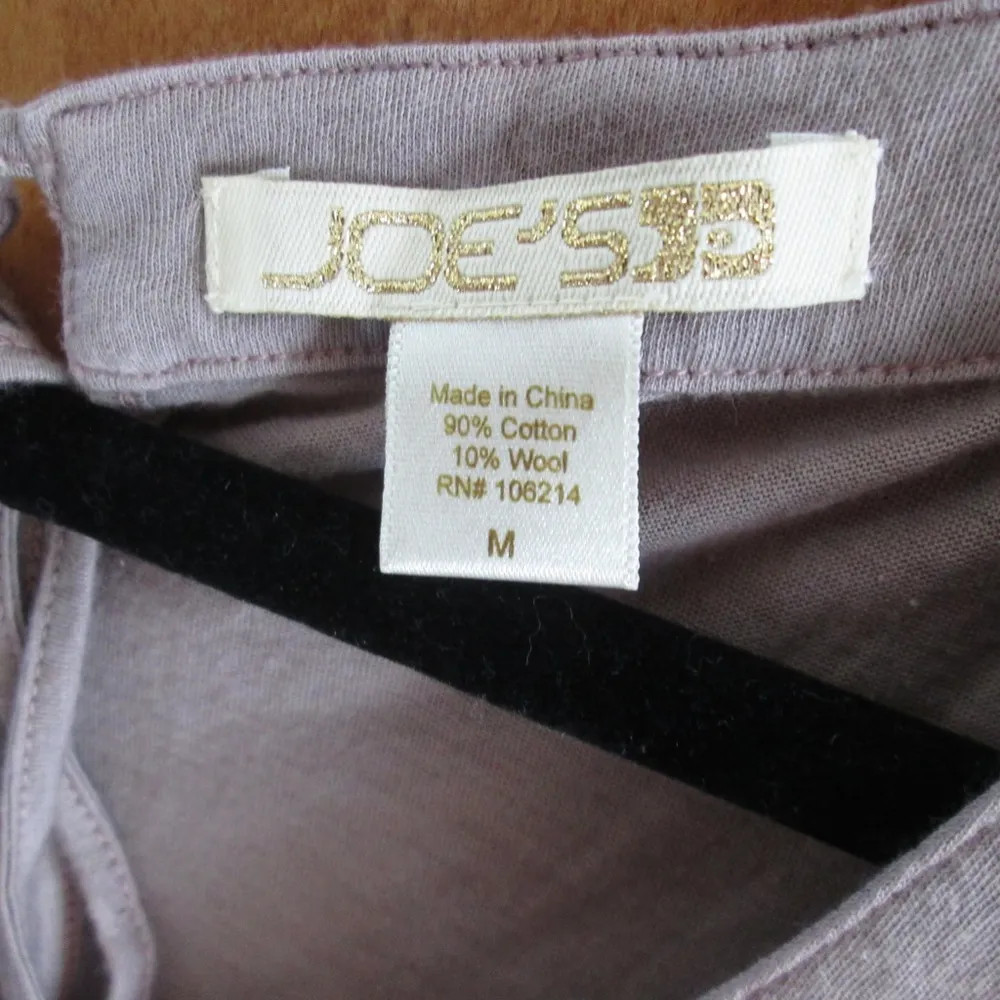 JOE'S
Made in China
90% Cotton
10% Wool
RN# 106214
M